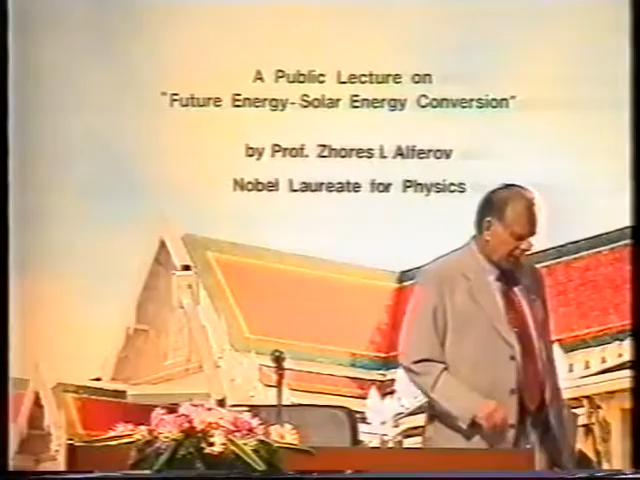 A Public Lecture on
"Future Energy-Solar Energy Conversion"
by Prof. Zhores I. Alferov
Nobel Laureate for Physics